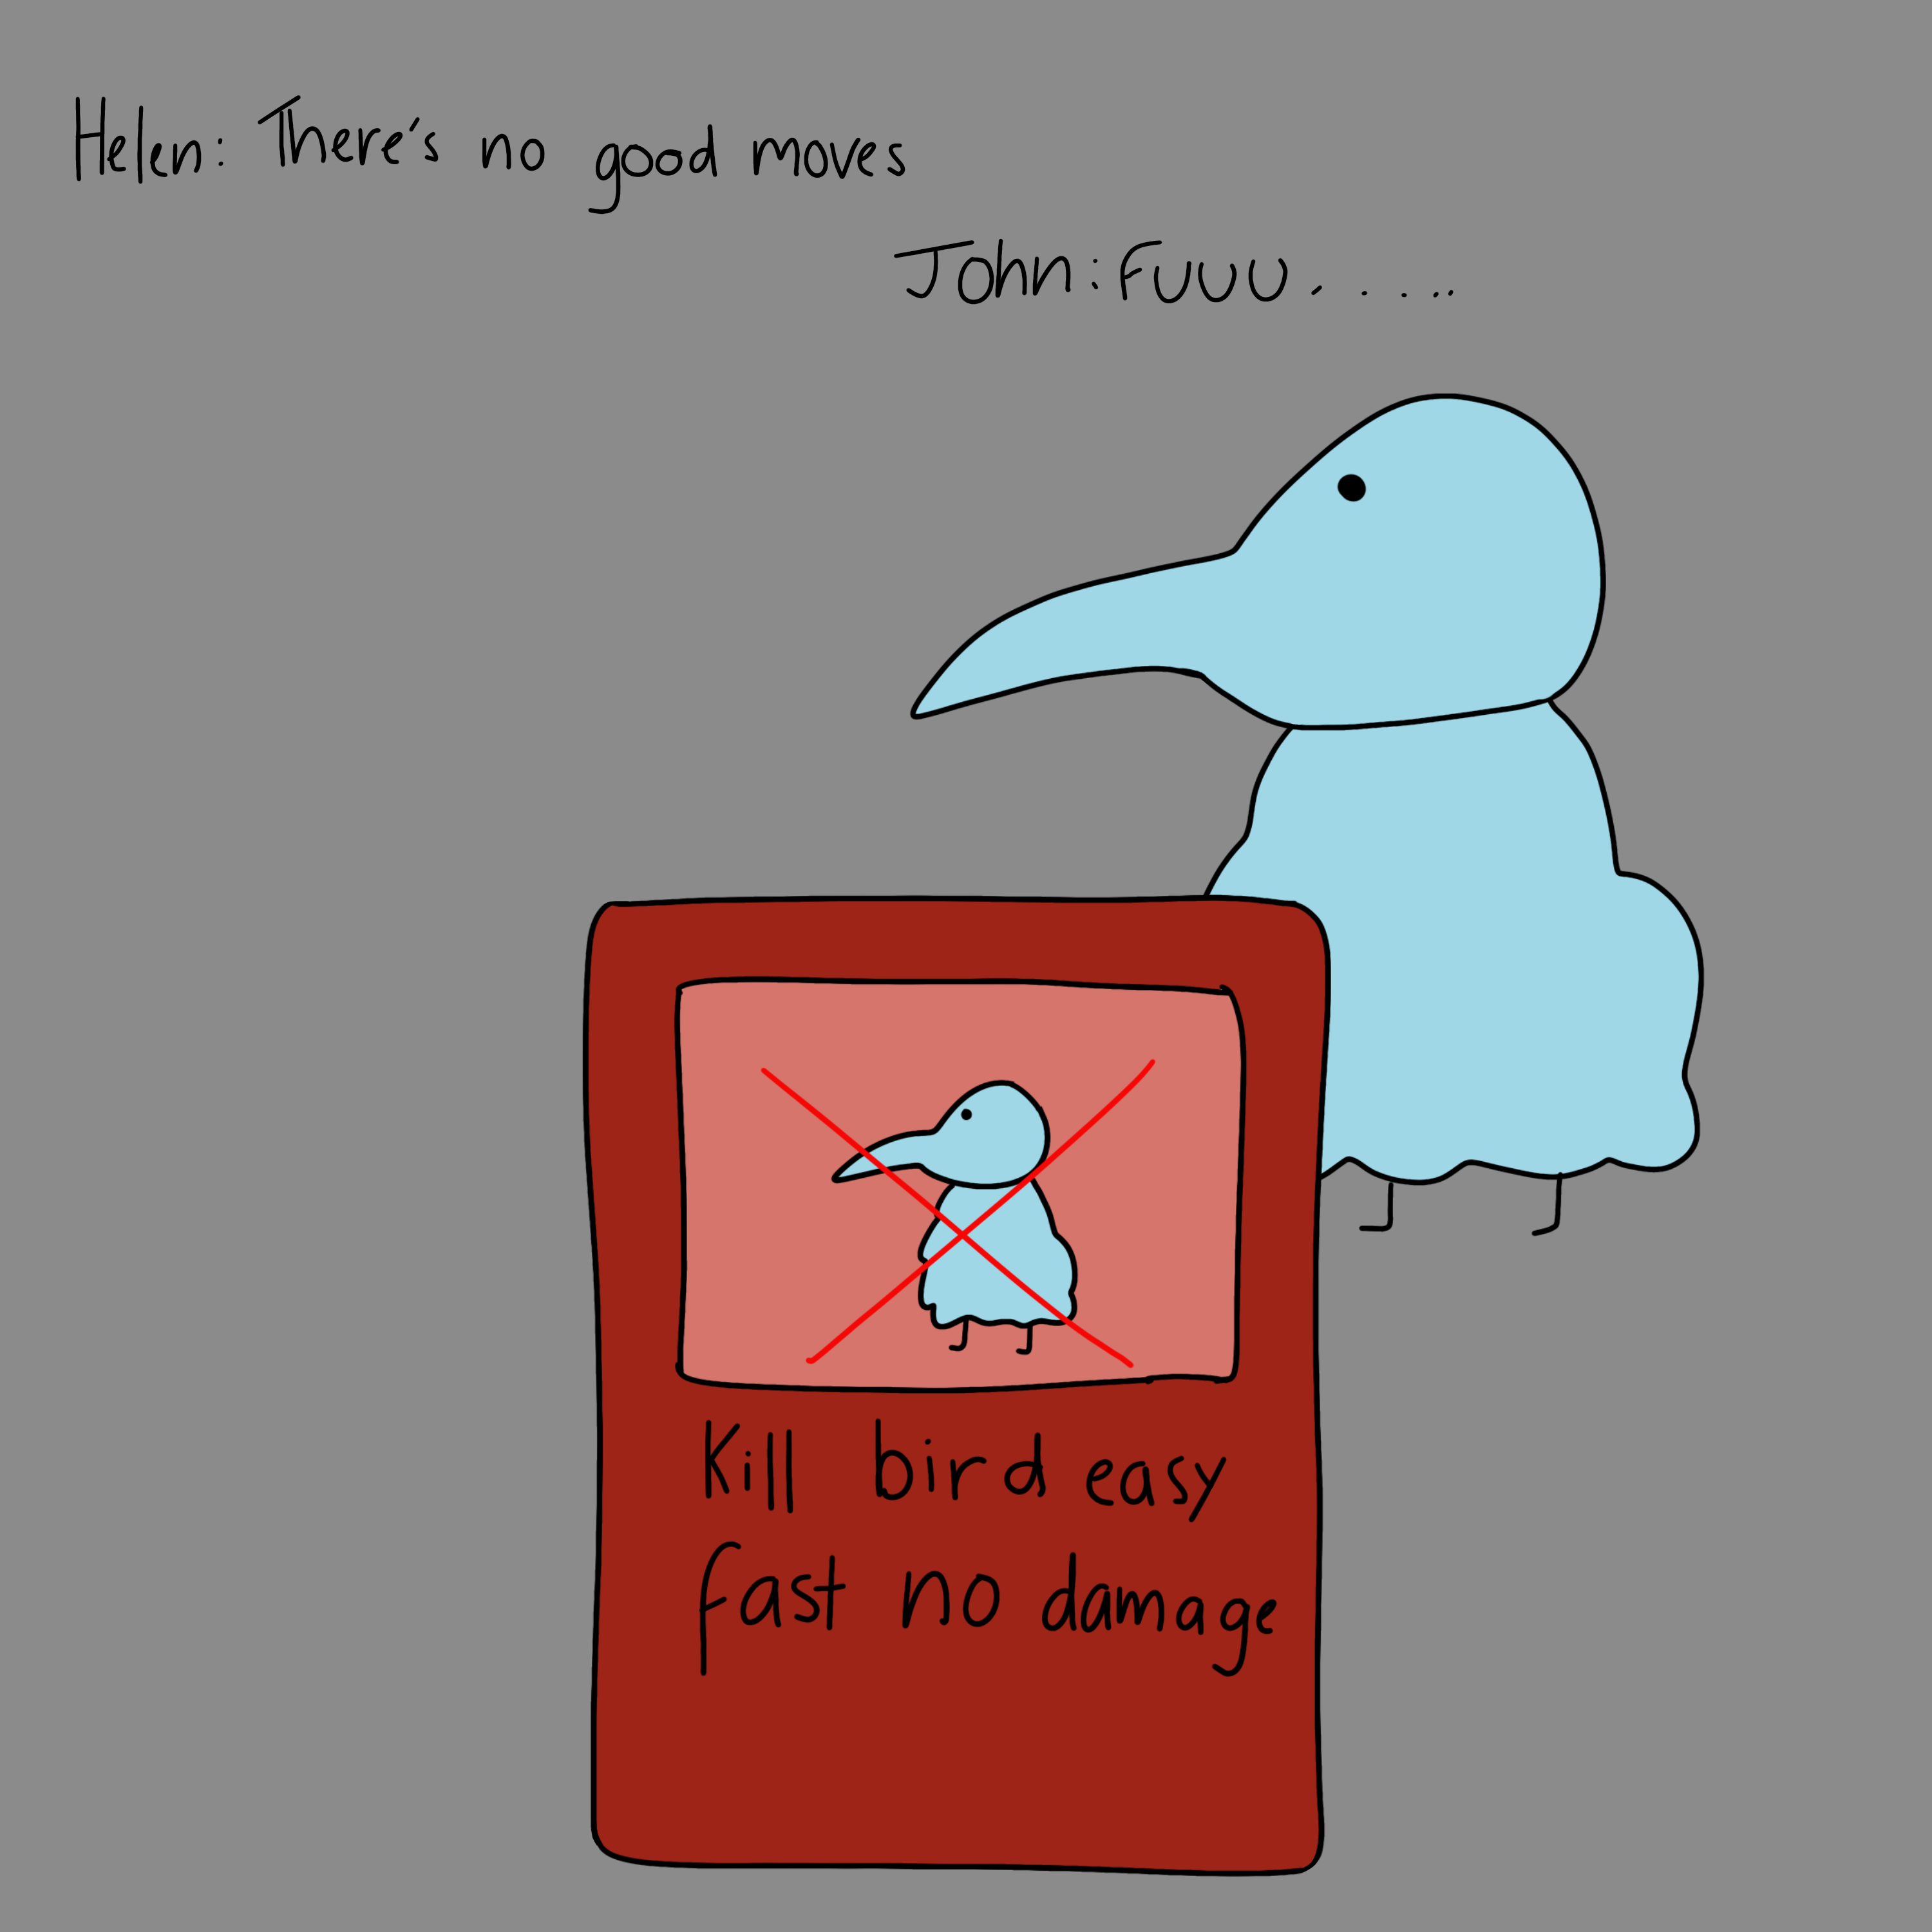 Helen: There's no good moves
John: Fuuu.....
Kill bird easy
fast no damage